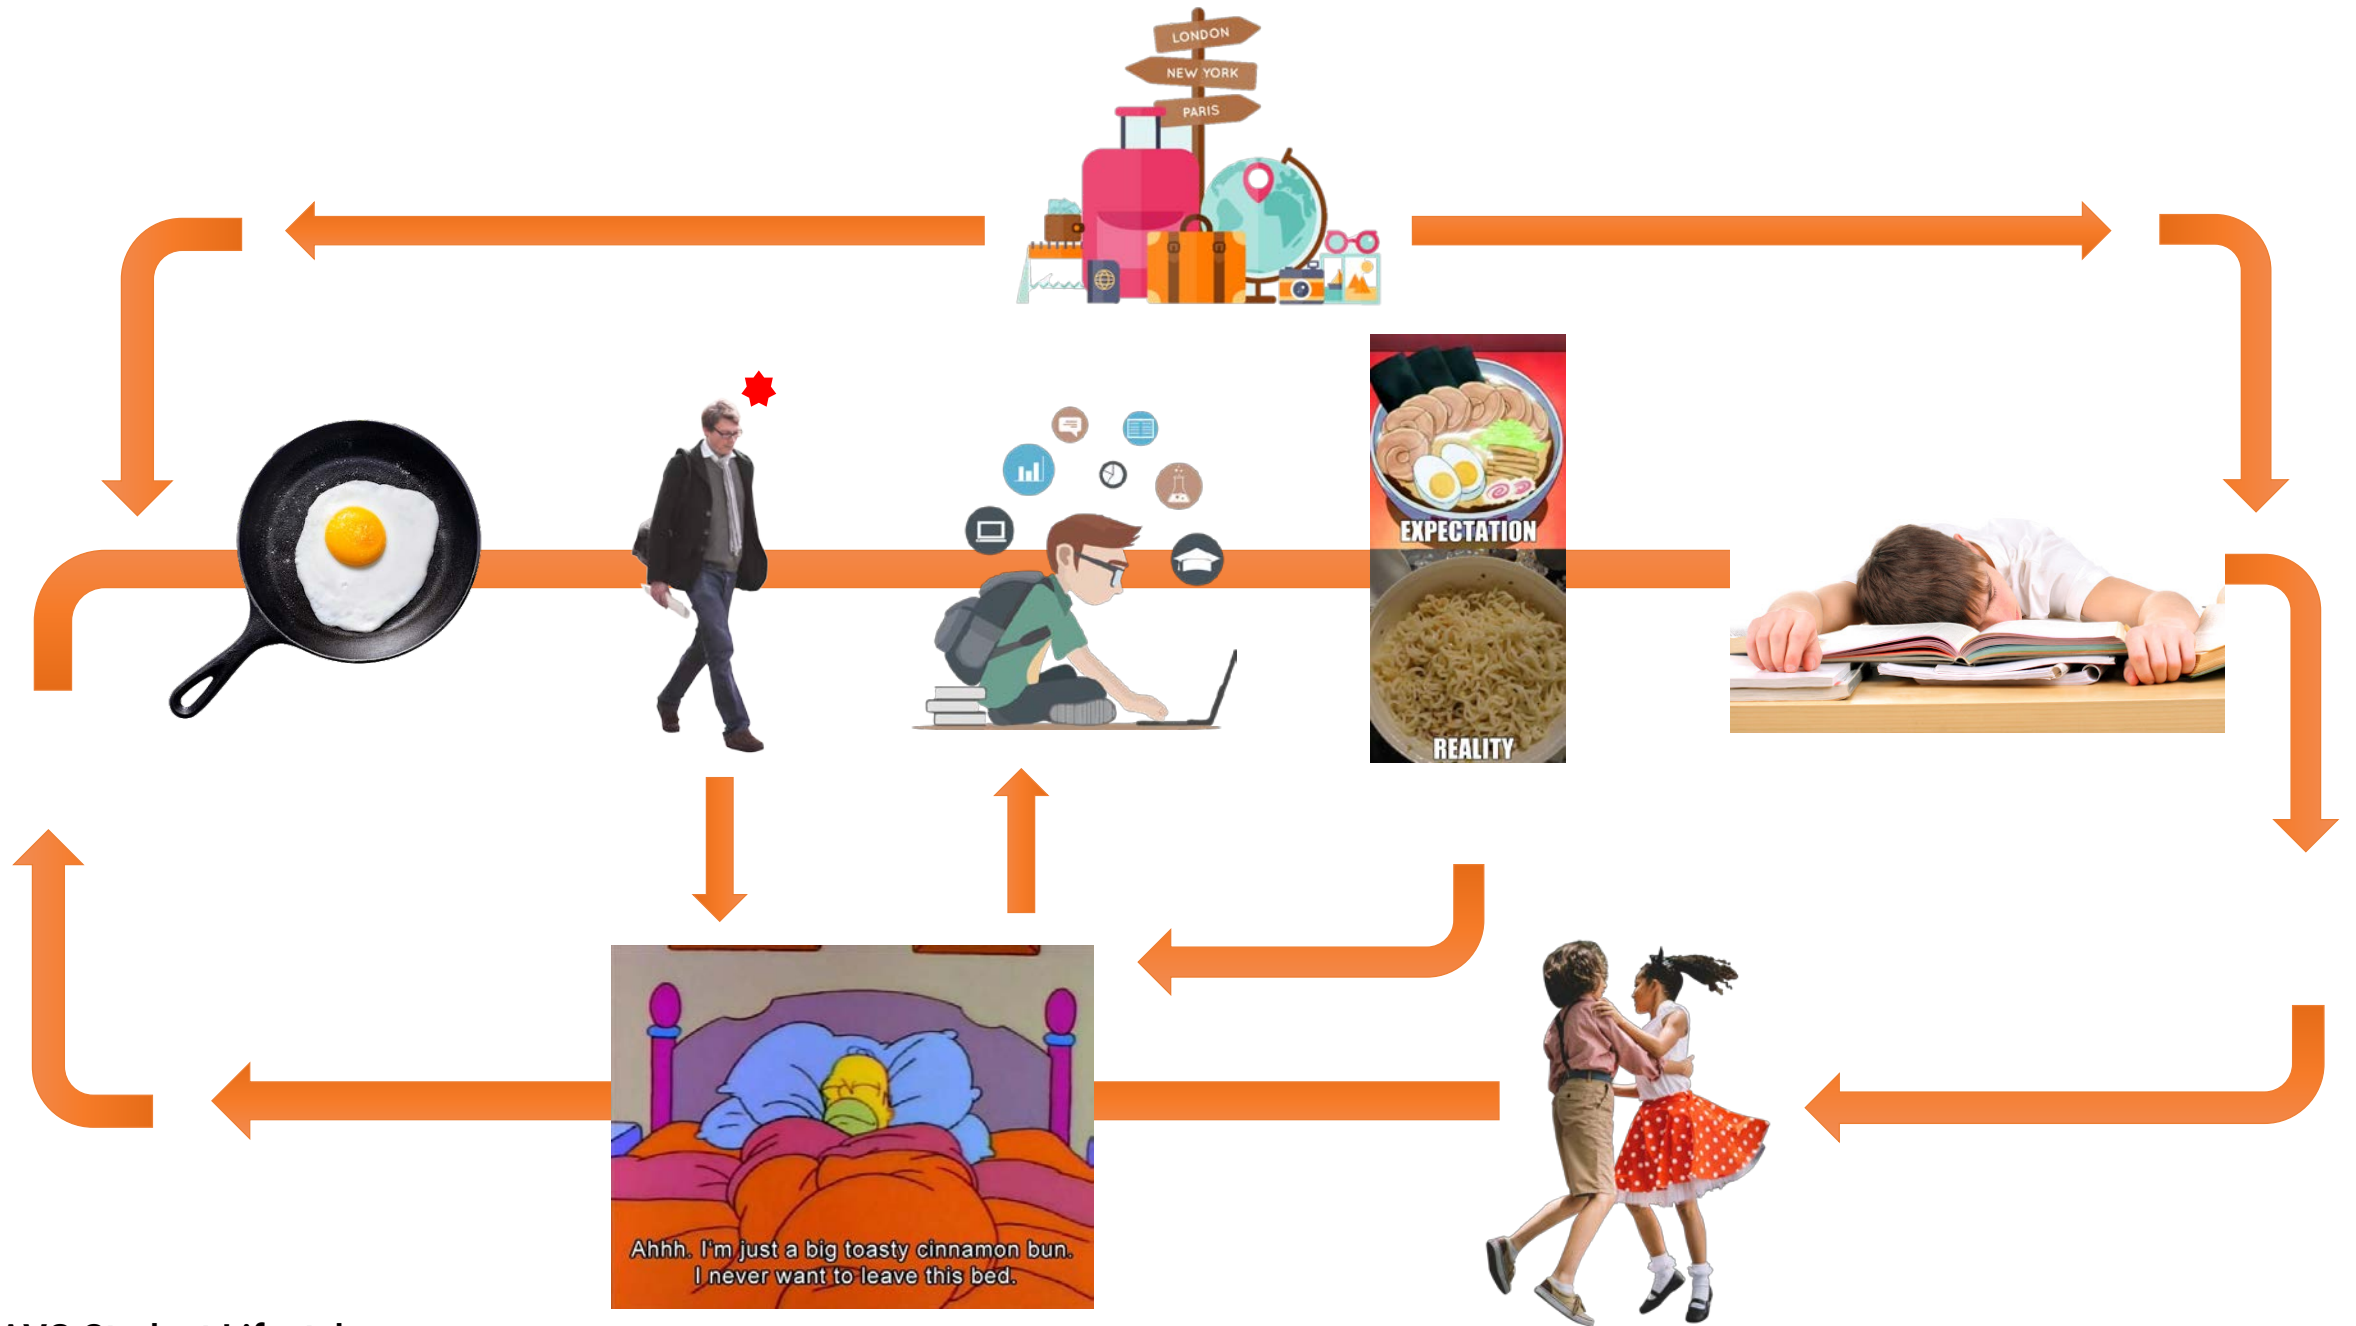 LONDON
NEW YORK
PARIS
EXPECTATION
REALITY
Ahhh. I'm just a big toasty cinnamon bun.
I never want to leave this bed.